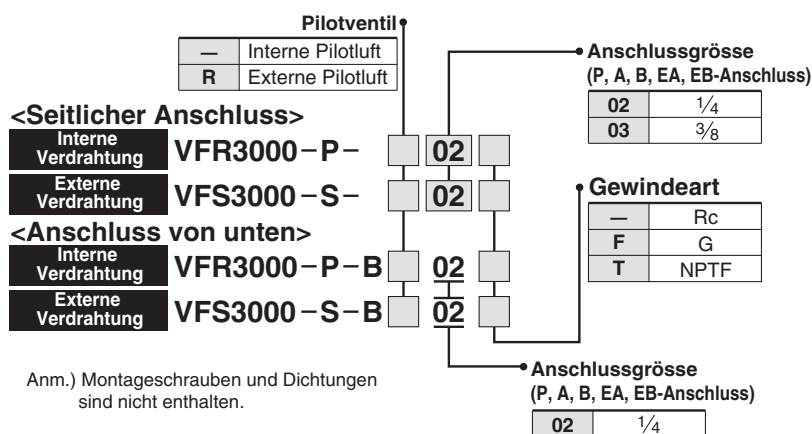 Pilotventil
— Interne Pilotluft
R Externe Pilotluft
Anschlussgrösse
(P, A, B, EA, EB-Anschluss)
02 1/4
03 3/8
<Seitlicher Anschluss>
Interne
Verdrahtung
VFR3000–P– 02
Externe
Verdrahtung
VFS3000–S– 02
Gewindeart
— Rc
F G
T NPTF
<Anschluss von unten>
Interne
Verdrahtung
VFR3000–P–B 02
Externe
Verdrahtung
VFS3000–S–B 02
Anm.) Montageschrauben und Dichtungen
sind nicht enthalten.
Anschlussgrösse
(P, A, B, EA, EB-Anschluss)
02 1/4